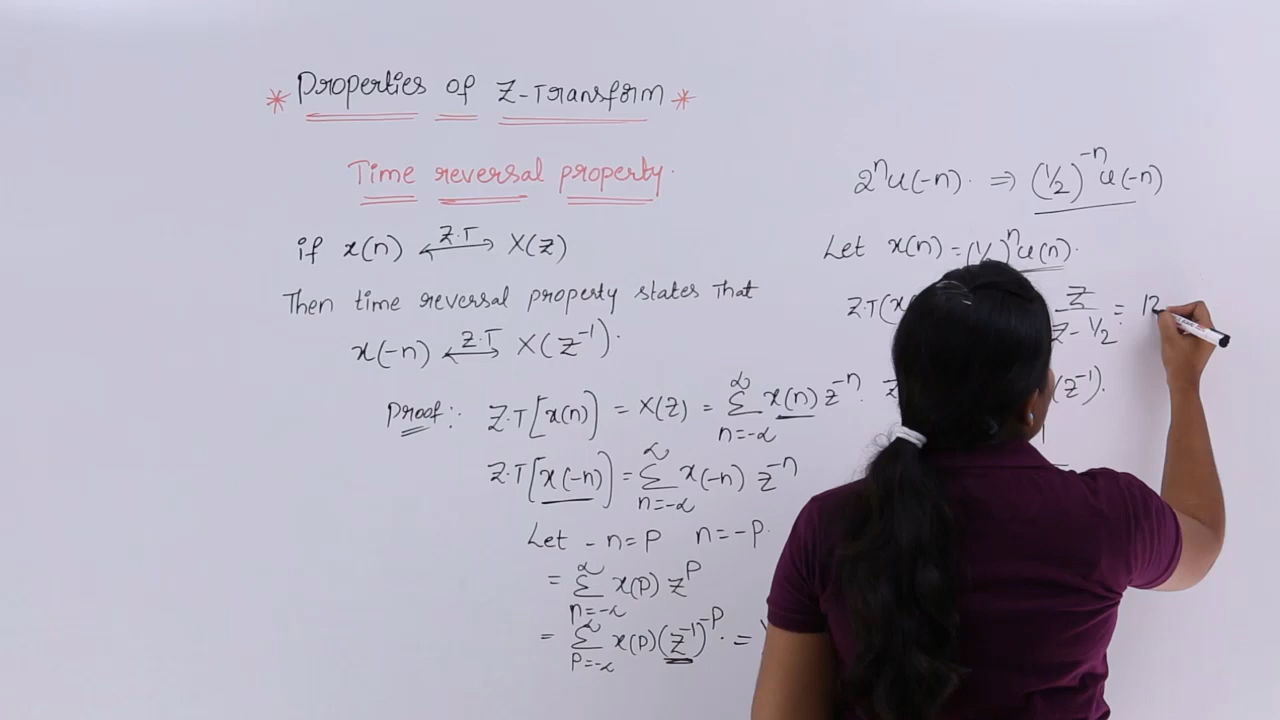 * Properties of Z-Transform *
Time reversal property.
if x(n) ⟷ Z.T X(z)
Then time reversal property states that
x(-n) ⟷ Z.T X(z⁻¹).
Proof:- Z.T[x(n)] = X(z) = ∑ n=-∞ ∞ x(n) z⁻ⁿ.
Z.T[x(-n)] = ∑ n=-∞ ∞ x(-n) z⁻ⁿ
Let -n=p n=-p.
= ∑ n=-∞ ∞ x(p) z^p
= ∑ p=-∞ ∞ x(p)(z⁻¹)^-p. =
2ⁿu(-n). ⇒ (1/2)⁻ⁿ u(-n)
Let x(n) = (½)ⁿ u(n).
Z.T(x z / z - 1/2 =
(z⁻¹).